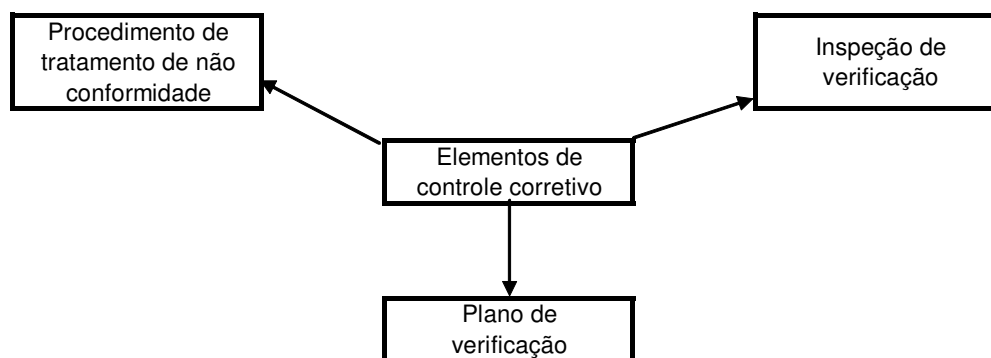 Procedimento de
tratamento de não
conformidade
Inspeção de
verificação
Elementos de
controle corretivo
Plano de
verificação